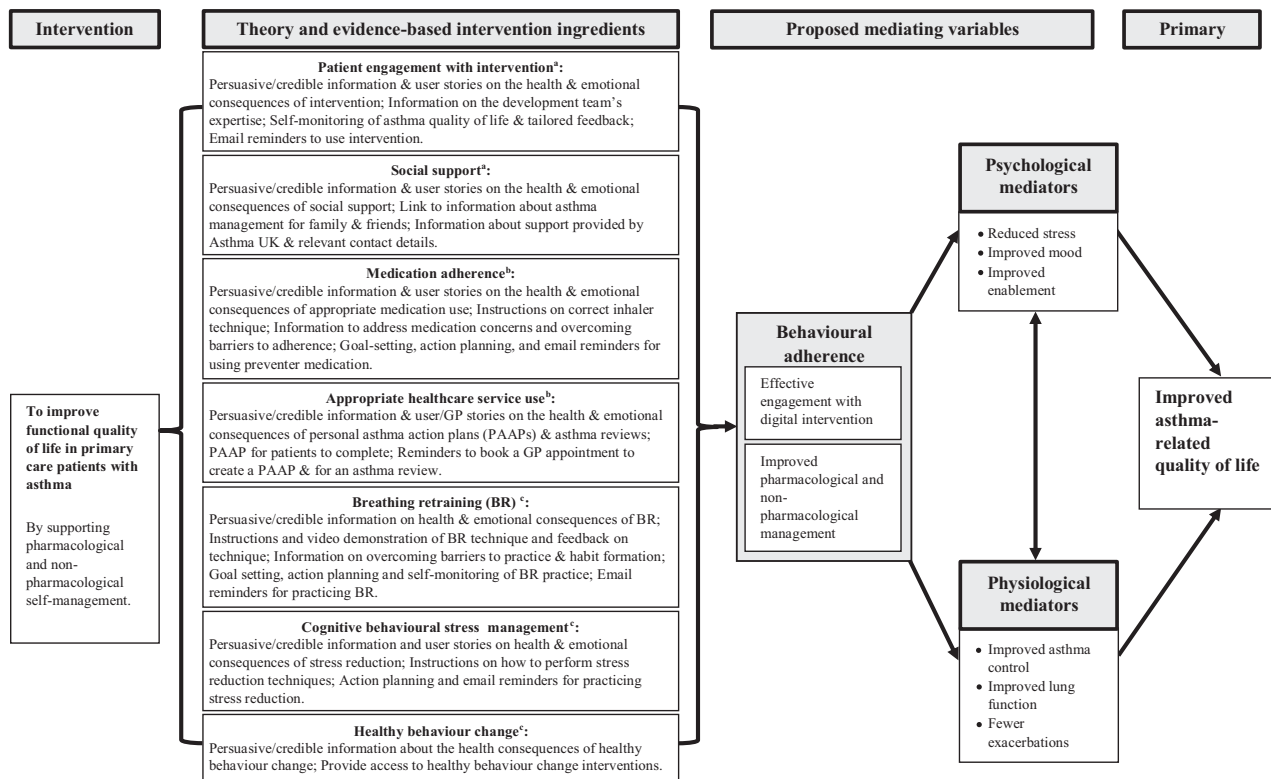 Intervention
Theory and evidence-based intervention ingredients
Proposed mediating variables
Primary
To improve
functional quality
of life in primary
care patients with
asthma
By supporting
pharmacological
and non-
pharmacological
self-management.
Patient engagement with interventionᵃ:
Persuasive/credible information & user stories on the health & emotional
consequences of intervention; Information on the development team's
expertise; Self-monitoring of asthma quality of life & tailored feedback;
Email reminders to use intervention.
Social supportᵃ:
Persuasive/credible information & user stories on the health & emotional
consequences of social support; Link to information about asthma
management for family & friends; Information about support provided by
Asthma UK & relevant contact details.
Medication adherenceᵇ:
Persuasive/credible information & user stories on the health & emotional
consequences of appropriate medication use; Instructions on correct inhaler
technique; Information to address medication concerns and overcoming
barriers to adherence; Goal-setting, action planning, and email reminders for
using preventer medication.
Appropriate healthcare service useᵇ:
Persuasive/credible information & user/GP stories on the health & emotional
consequences of personal asthma action plans (PAAPs) & asthma reviews;
PAAP for patients to complete; Reminders to book a GP appointment to
create a PAAP & for an asthma review.
Breathing retraining (BR) ᶜ:
Persuasive/credible information on health & emotional consequences of BR;
Instructions and video demonstration of BR technique and feedback on
technique; Information on overcoming barriers to practice & habit formation;
Goal setting, action planning and self-monitoring of BR practice; Email
reminders for practicing BR.
Cognitive behavioural stress management ᶜ:
Persuasive/credible information and user stories on health & emotional
consequences of stress reduction; Instructions on how to perform stress
reduction techniques; Action planning and email reminders for practicing
stress reduction.
Healthy behaviour changeᶜ:
Persuasive/credible information about the health consequences of healthy
behaviour change; Provide access to healthy behaviour change interventions.
Behavioural
adherence
Effective
engagement with
digital intervention
Improved
pharmacological and
non-
pharmacological
management
Psychological
mediators
• Reduced stress
• Improved mood
• Improved
enablement
Physiological
mediators
• Improved asthma
control
• Improved lung
function
• Fewer
exacerbations
Improved
asthma-
related
quality of life